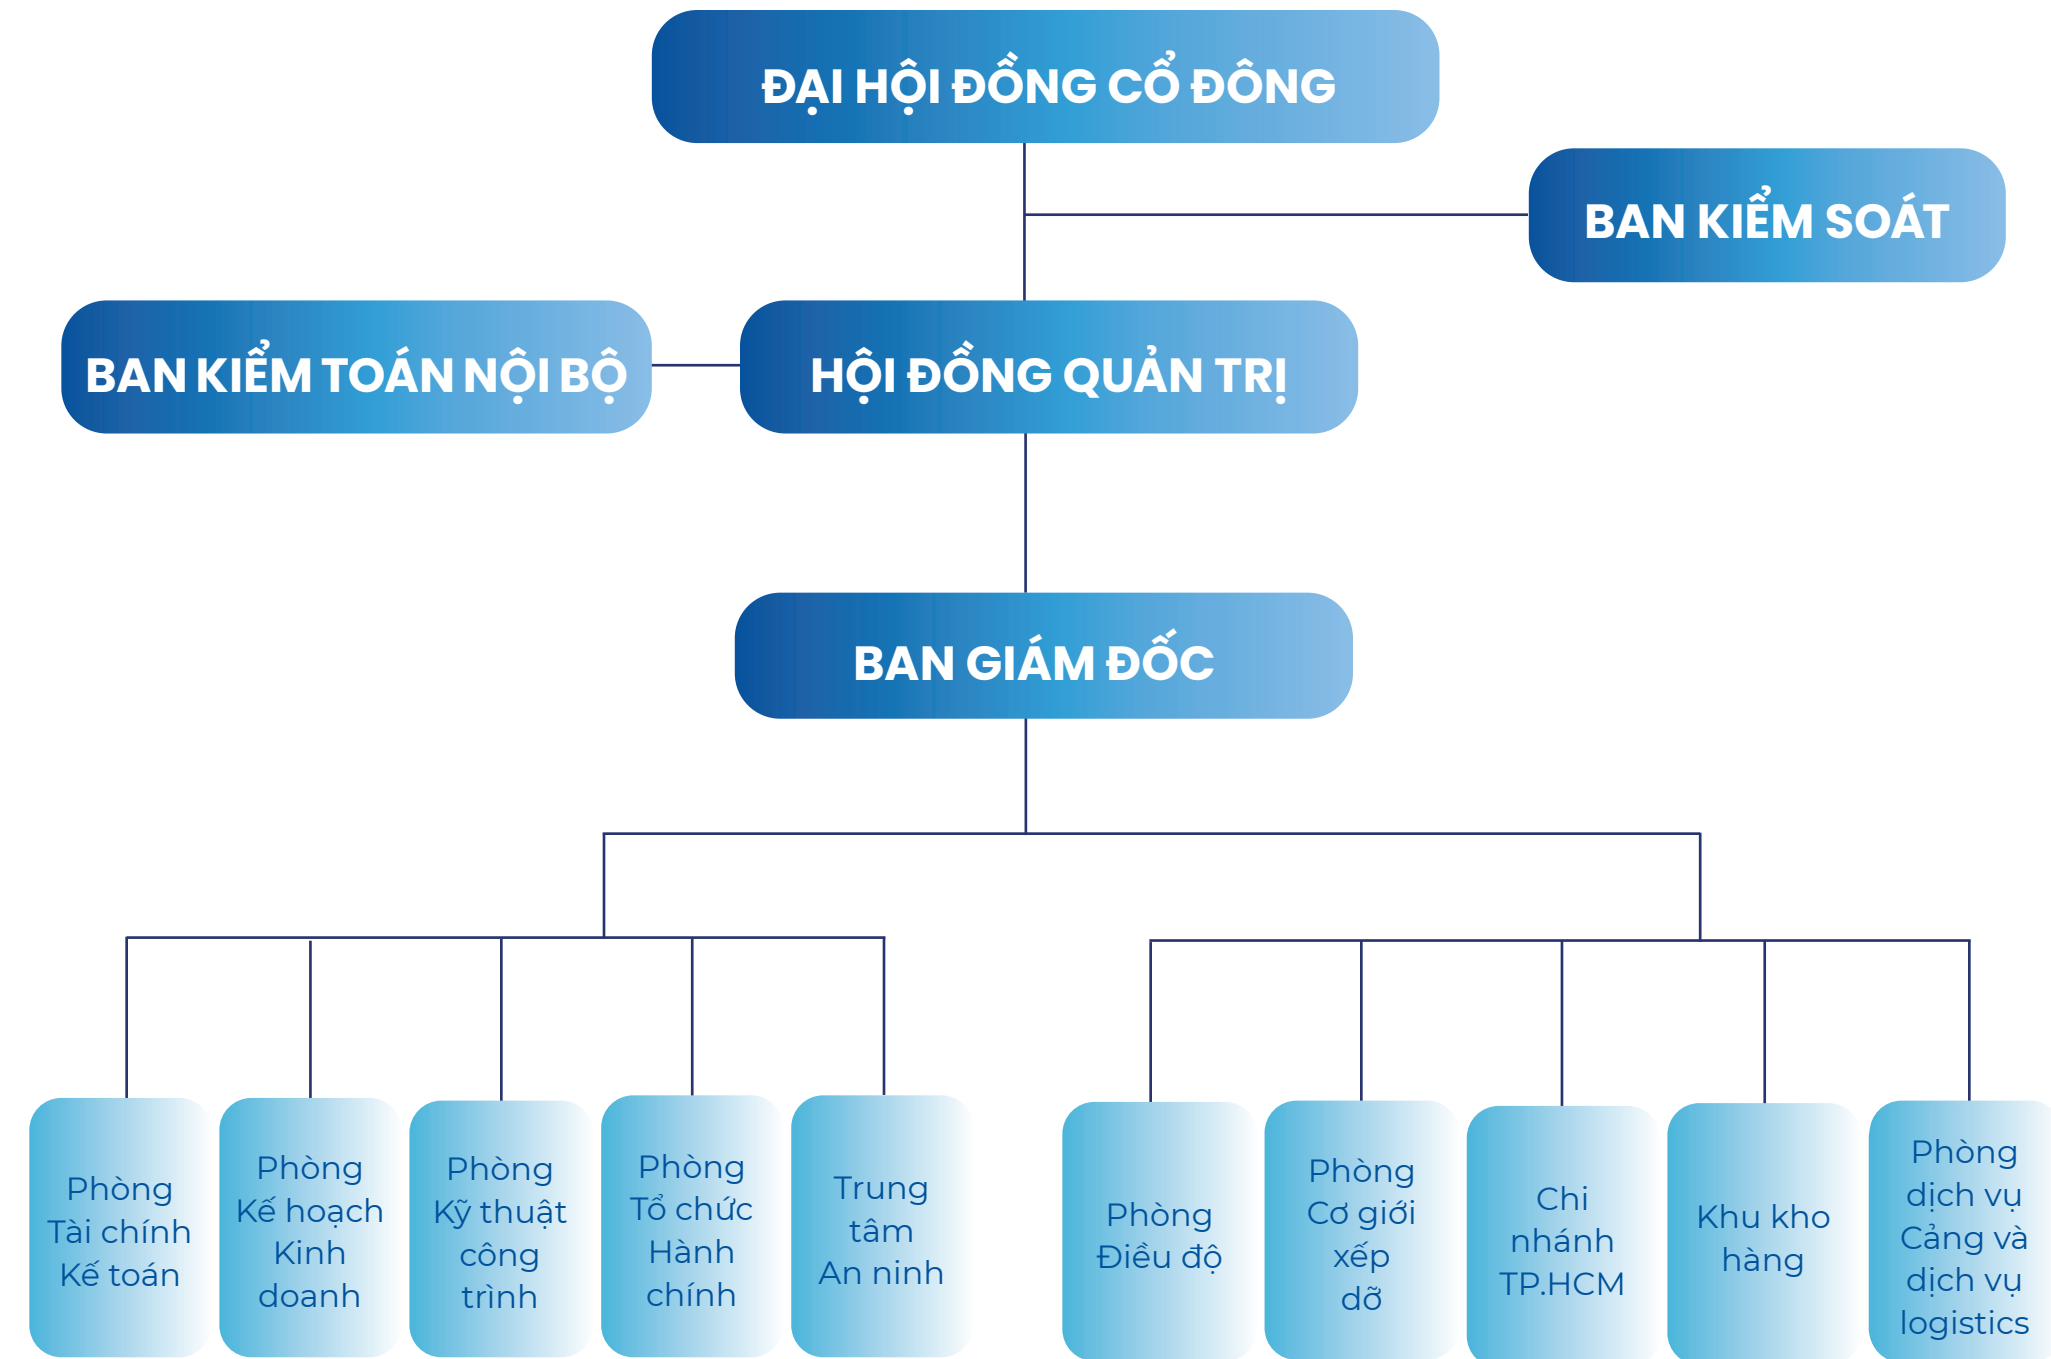 ĐẠI HỘI ĐỒNG CỔ ĐÔNG
BAN KIỂM SOÁT
BAN KIỂM TOÁN NỘI BỘ
HỘI ĐỒNG QUẢN TRỊ
BAN GIÁM ĐỐC
Phòng
Tài chính
Kế toán
Phòng
Kế hoạch
Kinh
doanh
Phòng
Kỹ thuật
công
trình
Phòng
Tổ chức
Hành
chính
Trung
tâm
An ninh
Phòng
Điều độ
Phòng
Cơ giới
xếp
dỡ
Chi
nhánh
TP.HCM
Khu kho
hàng
Phòng
dịch vụ
Cảng và
dịch vụ
logistics